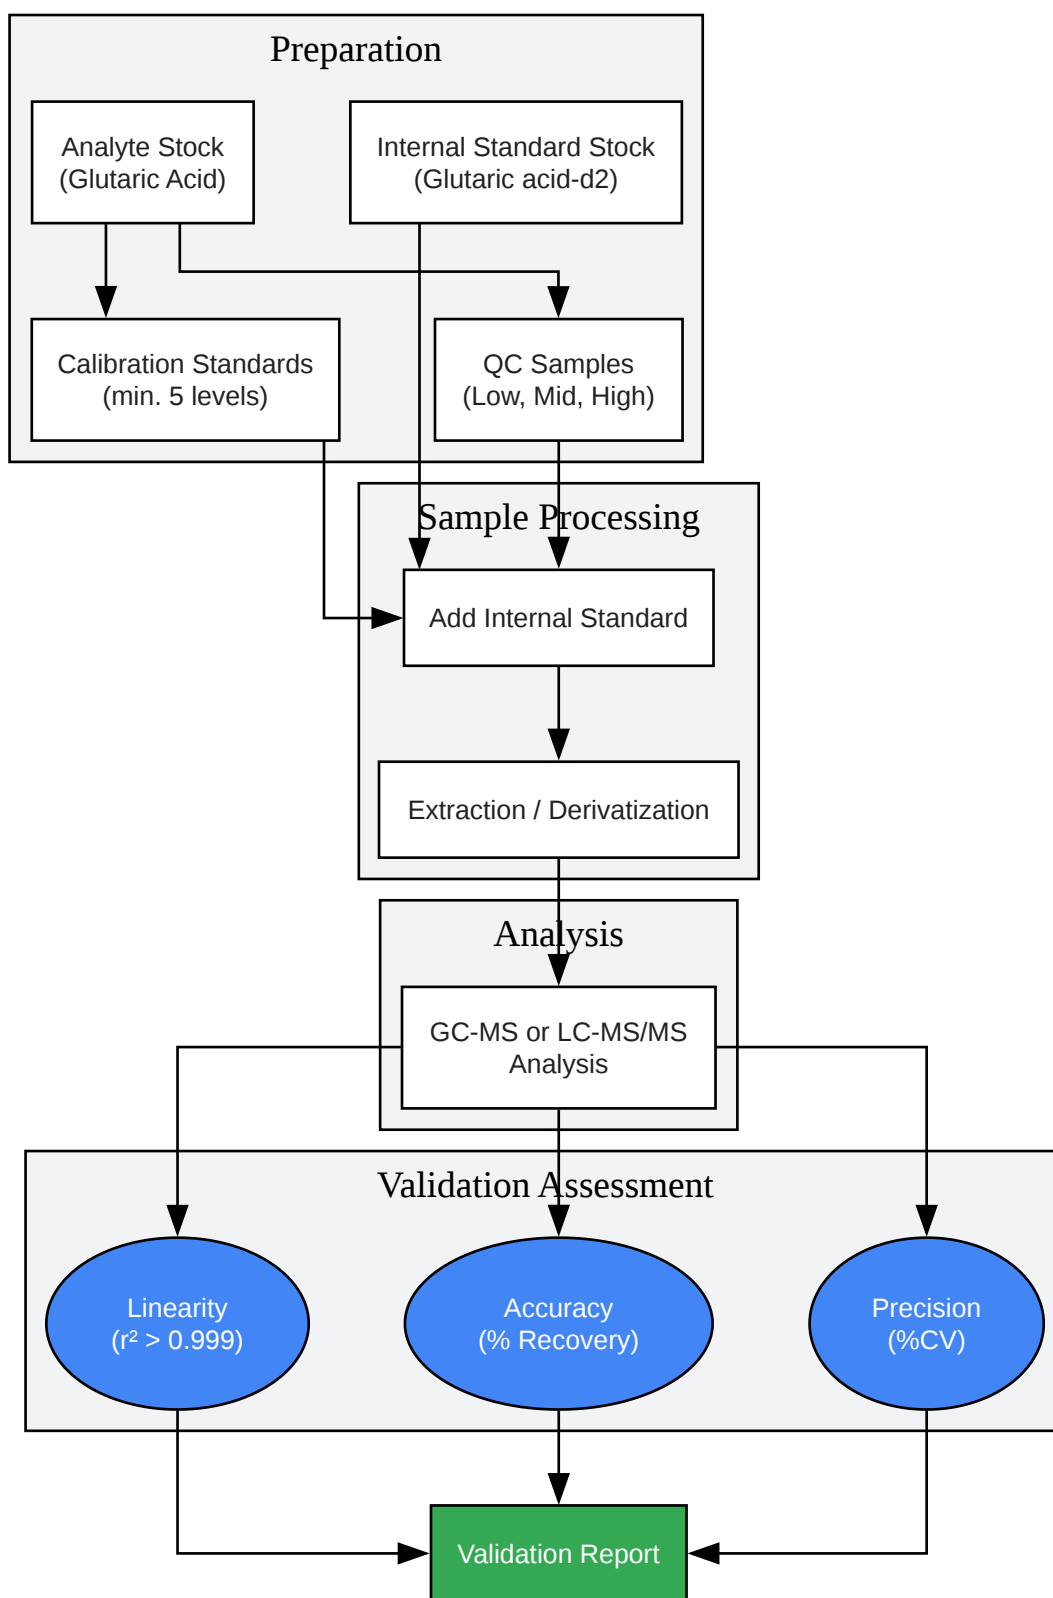 Preparation
Analyte Stock
(Glutaric Acid)
Internal Standard Stock
(Glutaric acid-d2)
Calibration Standards
(min. 5 levels)
QC Samples
(Low, Mid, High)
Sample Processing
Add Internal Standard
Extraction / Derivatization
Analysis
GC-MS or LC-MS/MS
Analysis
Validation Assessment
Linearity
(r² > 0.999)
Accuracy
(% Recovery)
Precision
(%CV)
Validation Report